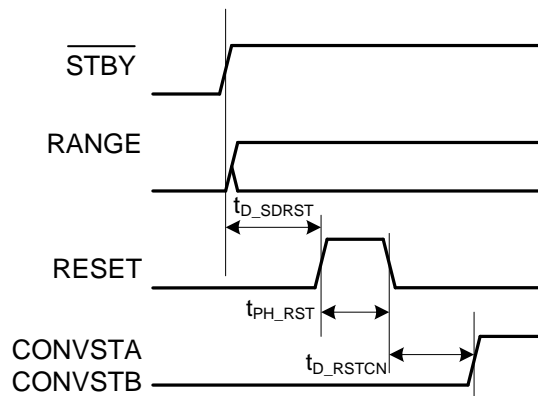 STBY
RANGE
tD_SDRST
RESET
tPH_RST
CONVSTA
CONVSTB
tD_RSTCN